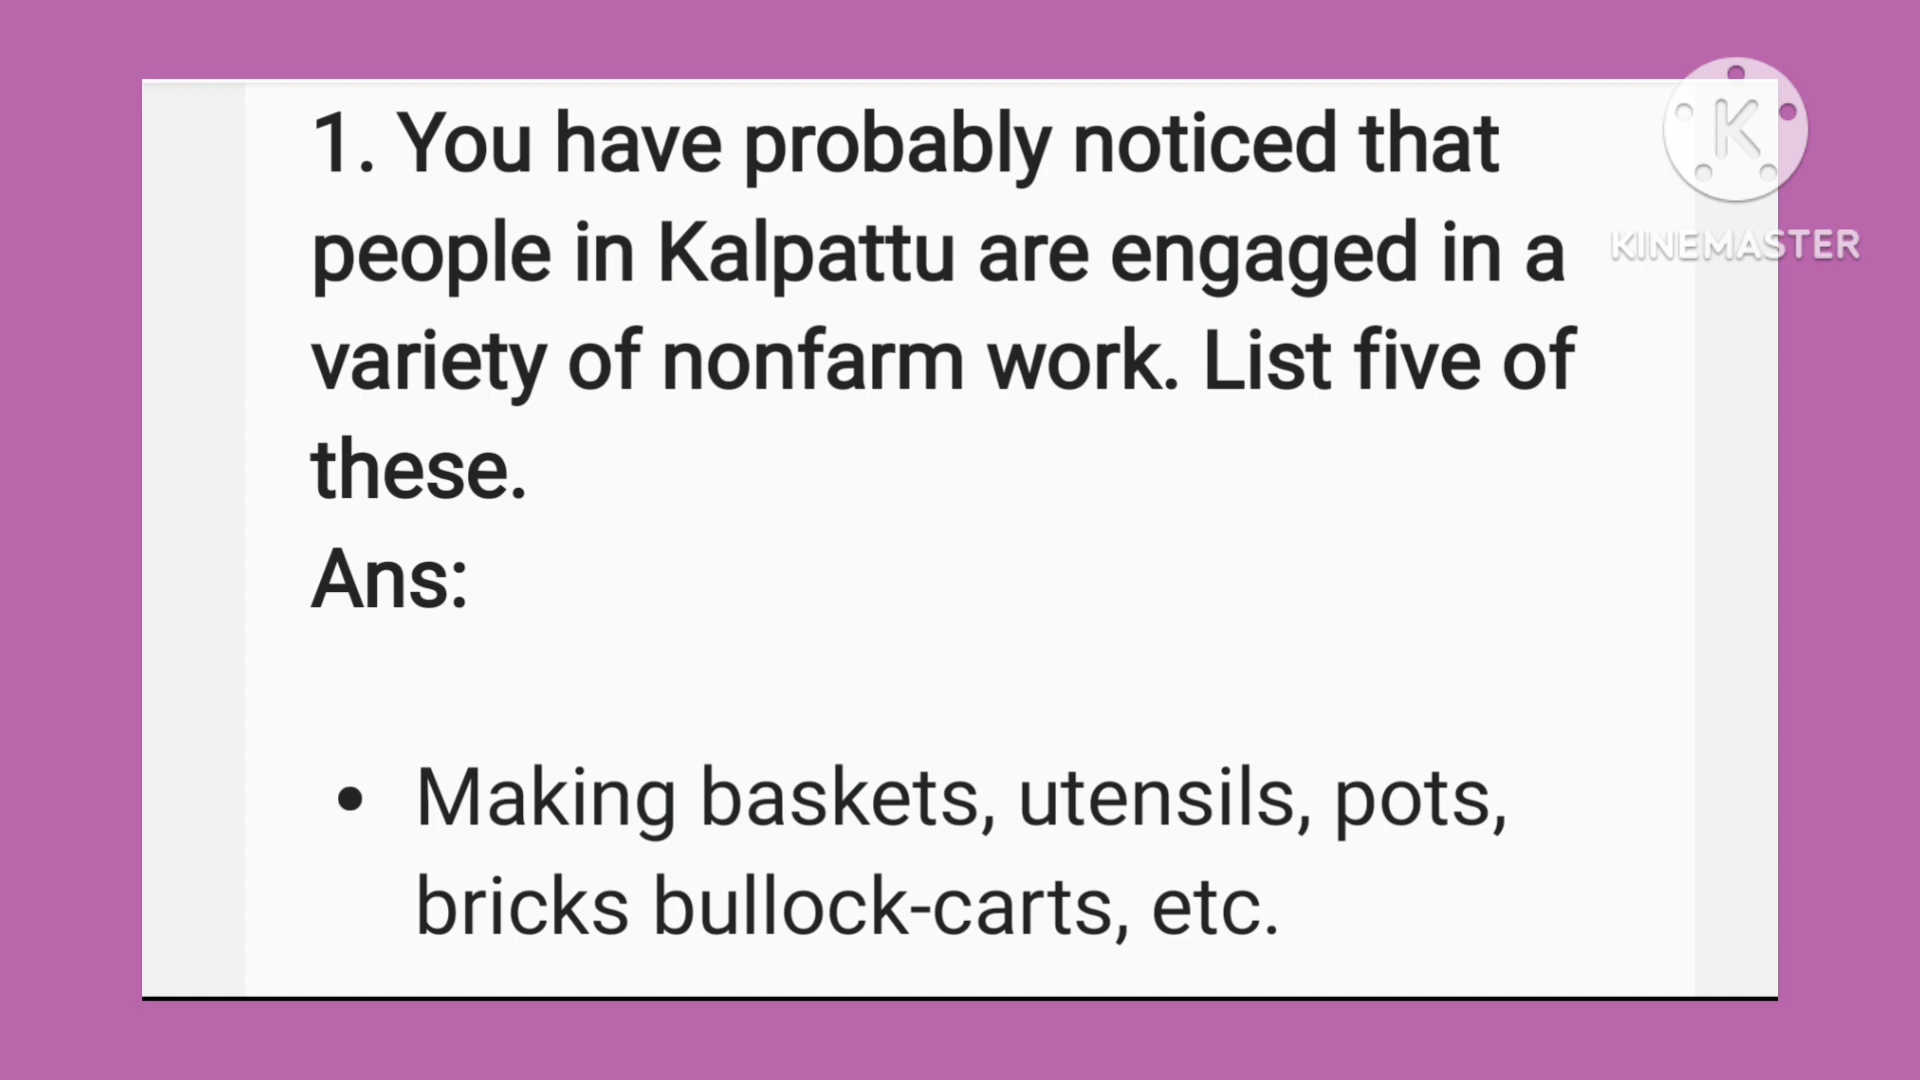 1. You have probably noticed that
people in Kalpattu are engaged in a
variety of nonfarm work. List five of
these.
Ans:
• Making baskets, utensils, pots,
bricks bullock-carts, etc.
K
KINEMASTER